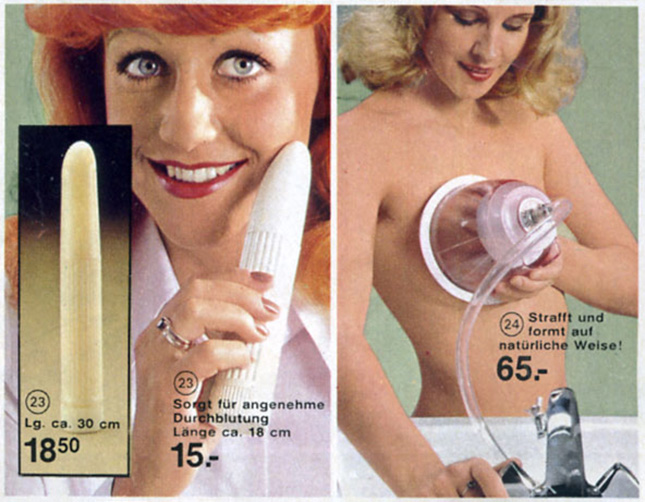 23
Lg. ca. 30 cm
18 50
23
Sorgt für angenehme
Durchblutung
Länge ca. 18 cm
15.-
24 Strafft und
formt auf
natürliche Weise!
65.-